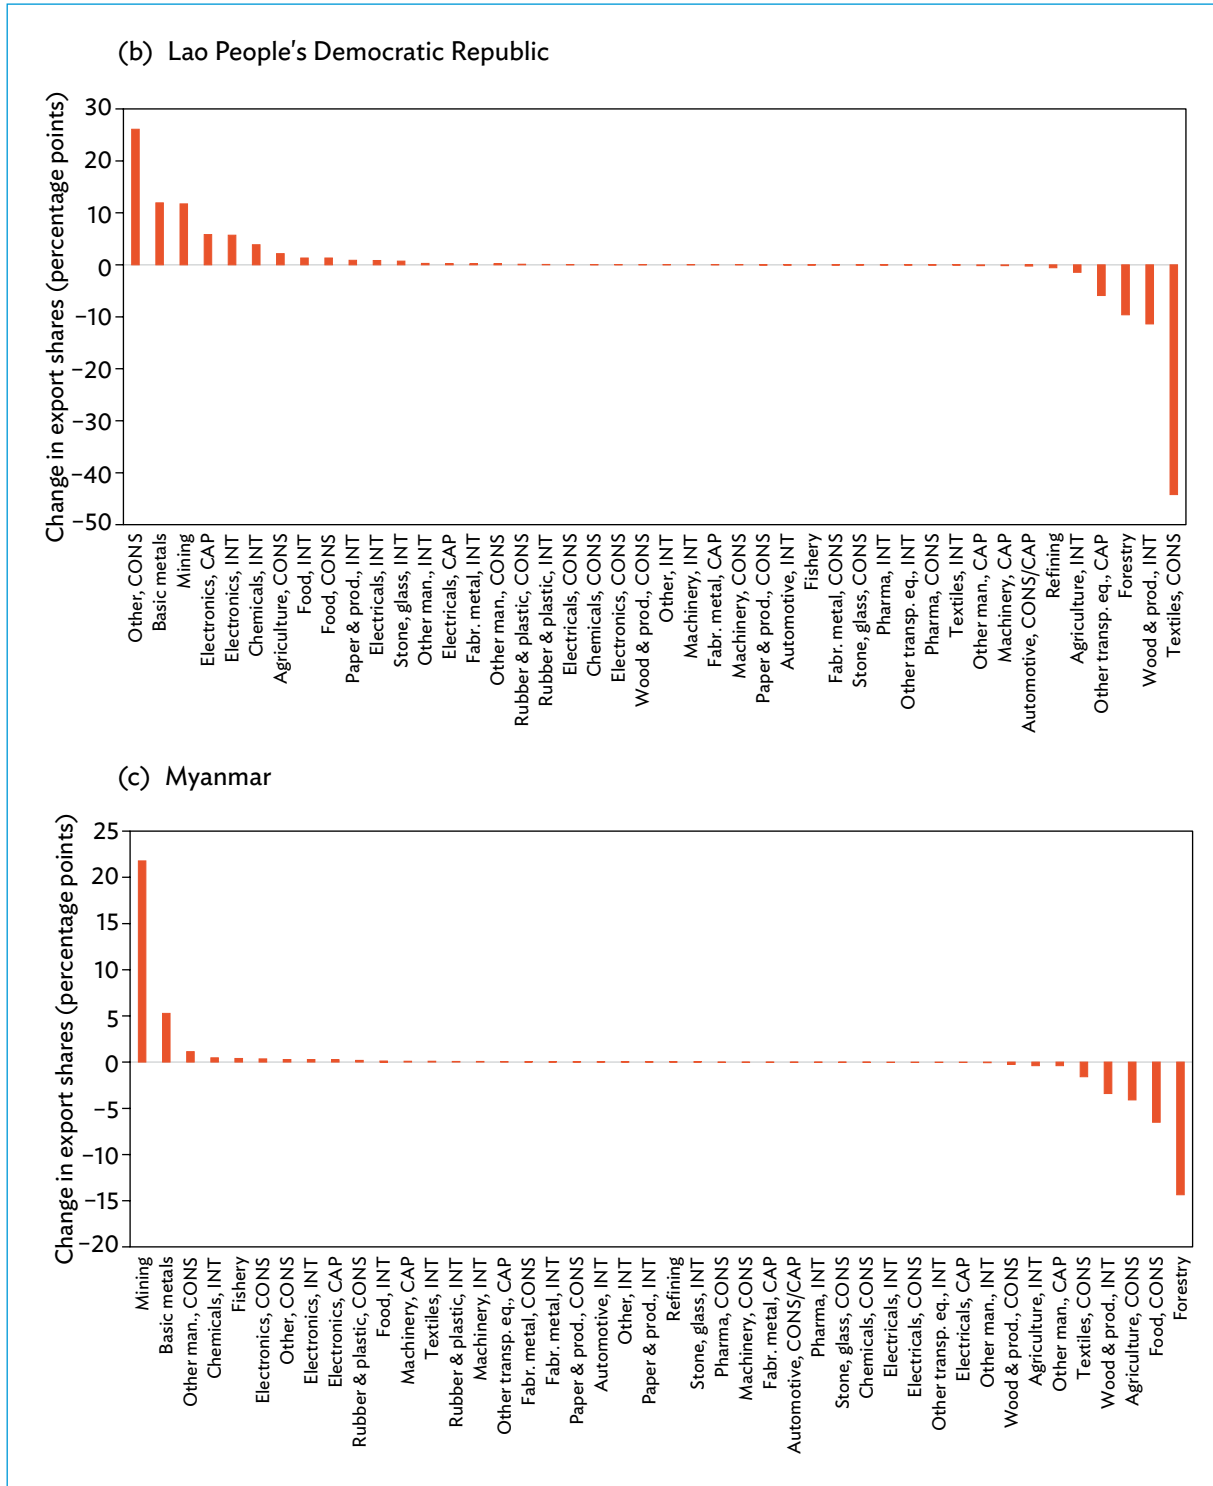 (b) Lao People's Democratic Republic
Change in export shares (percentage points)
30
20
10
0
−10
−20
−30
−40
−50
Other, CONS
Basic metals
Mining
Electronics, CAP
Electronics, INT
Chemicals, INT
Agriculture, CONS
Food, INT
Food, CONS
Paper & prod., INT
Electricals, INT
Stone, glass, INT
Other man., INT
Electricals, CAP
Fabr. metal, INT
Other man., CONS
Rubber & plastic, CONS
Rubber & plastic, INT
Electricals, CONS
Chemicals, CONS
Electronics, CONS
Wood & prod., CONS
Other, INT
Machinery, INT
Fabr. metal, CAP
Machinery, CONS
Paper & prod., CONS
Automotive, INT
Fishery
Fabr. metal, CONS
Stone, glass, CONS
Pharma, INT
Other transp. eq., INT
Pharma, CONS
Textiles, INT
Other man., CAP
Machinery, CAP
Automotive, CONS/CAP
Refining
Agriculture, INT
Other transp. eq., CAP
Forestry
Wood & prod., INT
Textiles, CONS
(c) Myanmar
Change in export shares (percentage points)
25
20
15
10
5
0
−5
−10
−15
−20
Mining
Basic metals
Other man., CONS
Chemicals, INT
Fishery
Electronics, CONS
Other, CONS
Electronics, INT
Electronics, CAP
Rubber & plastic, CONS
Food, INT
Machinery, CAP
Textiles, INT
Rubber & plastic, INT
Machinery, INT
Other transp. eq., CAP
Fabr. metal, CONS
Fabr. metal, INT
Paper & prod., CONS
Automotive, INT
Other, INT
Paper & prod., INT
Refining
Stone, glass, INT
Pharma, CONS
Machinery, CONS
Fabr. metal, CAP
Automotive, CONS/CAP
Pharma, INT
Stone, glass, CONS
Chemicals, CONS
Electricals, INT
Electricals, CONS
Other transp. eq., INT
Electricals, CAP
Other man., INT
Wood & prod., CONS
Agriculture, INT
Other man., CAP
Textiles, CONS
Wood & prod., INT
Agriculture, CONS
Food, CONS
Forestry